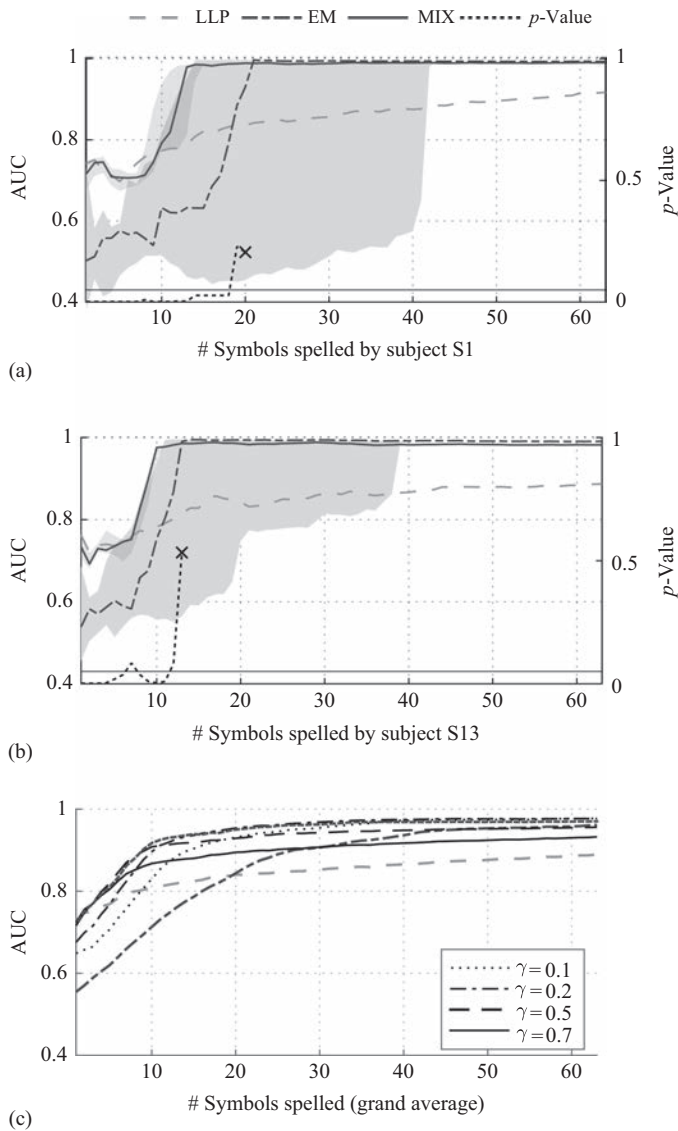 LLP EM MIX p-Value
1 1
0.8
0.6 0.5
0.4 0
10 20 30 40 50 60
AUC
p-Value
# Symbols spelled by subject S1
(a)
1 1
0.8
0.6 0.5
0.4 0
10 20 30 40 50 60
AUC
p-Value
# Symbols spelled by subject S13
(b)
1
0.8
0.6
0.4
10 20 30 40 50 60
AUC
γ = 0.1
γ = 0.2
γ = 0.5
γ = 0.7
# Symbols spelled (grand average)
(c)